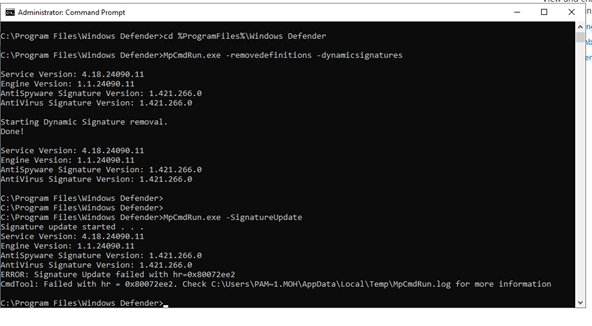 Administrator: Command Prompt
C:\Program Files\Windows Defender>cd %ProgramFiles%\Windows Defender
C:\Program Files\Windows Defender>MpCmdRun.exe -removedefinitions -dynamicsignatures
Service Version: 4.18.24090.11
Engine Version: 1.1.24090.11
AntiSpyware Signature Version: 1.421.266.0
AntiVirus Signature Version: 1.421.266.0
Starting Dynamic Signature removal.
Done!
Service Version: 4.18.24090.11
Engine Version: 1.1.24090.11
AntiSpyware Signature Version: 1.421.266.0
AntiVirus Signature Version: 1.421.266.0
C:\Program Files\Windows Defender>
C:\Program Files\Windows Defender>
C:\Program Files\Windows Defender>MpCmdRun.exe -SignatureUpdate
Signature update started . . .
Service Version: 4.18.24090.11
Engine Version: 1.1.24090.11
AntiSpyware Signature Version: 1.421.266.0
AntiVirus Signature Version: 1.421.266.0
ERROR: Signature Update failed with hr=0x80072ee2
CmdTool: Failed with hr = 0x80072ee2. Check C:\Users\PAM~1.MOH\AppData\Local\Temp\MpCmdRun.log for more information
C:\Program Files\Windows Defender>